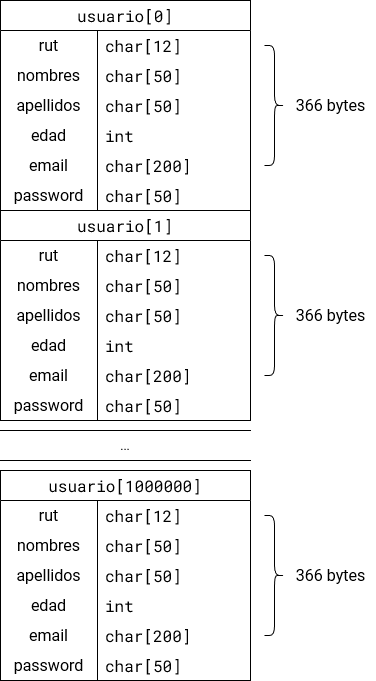 usuario[0]
rut char[12]
nombres char[50]
apellidos char[50] 366 bytes
edad int
email char[200]
password char[50]
usuario[1]
rut char[12]
nombres char[50]
apellidos char[50] 366 bytes
edad int
email char[200]
password char[50]
...
usuario[1000000]
rut char[12]
nombres char[50]
apellidos char[50] 366 bytes
edad int
email char[200]
password char[50]